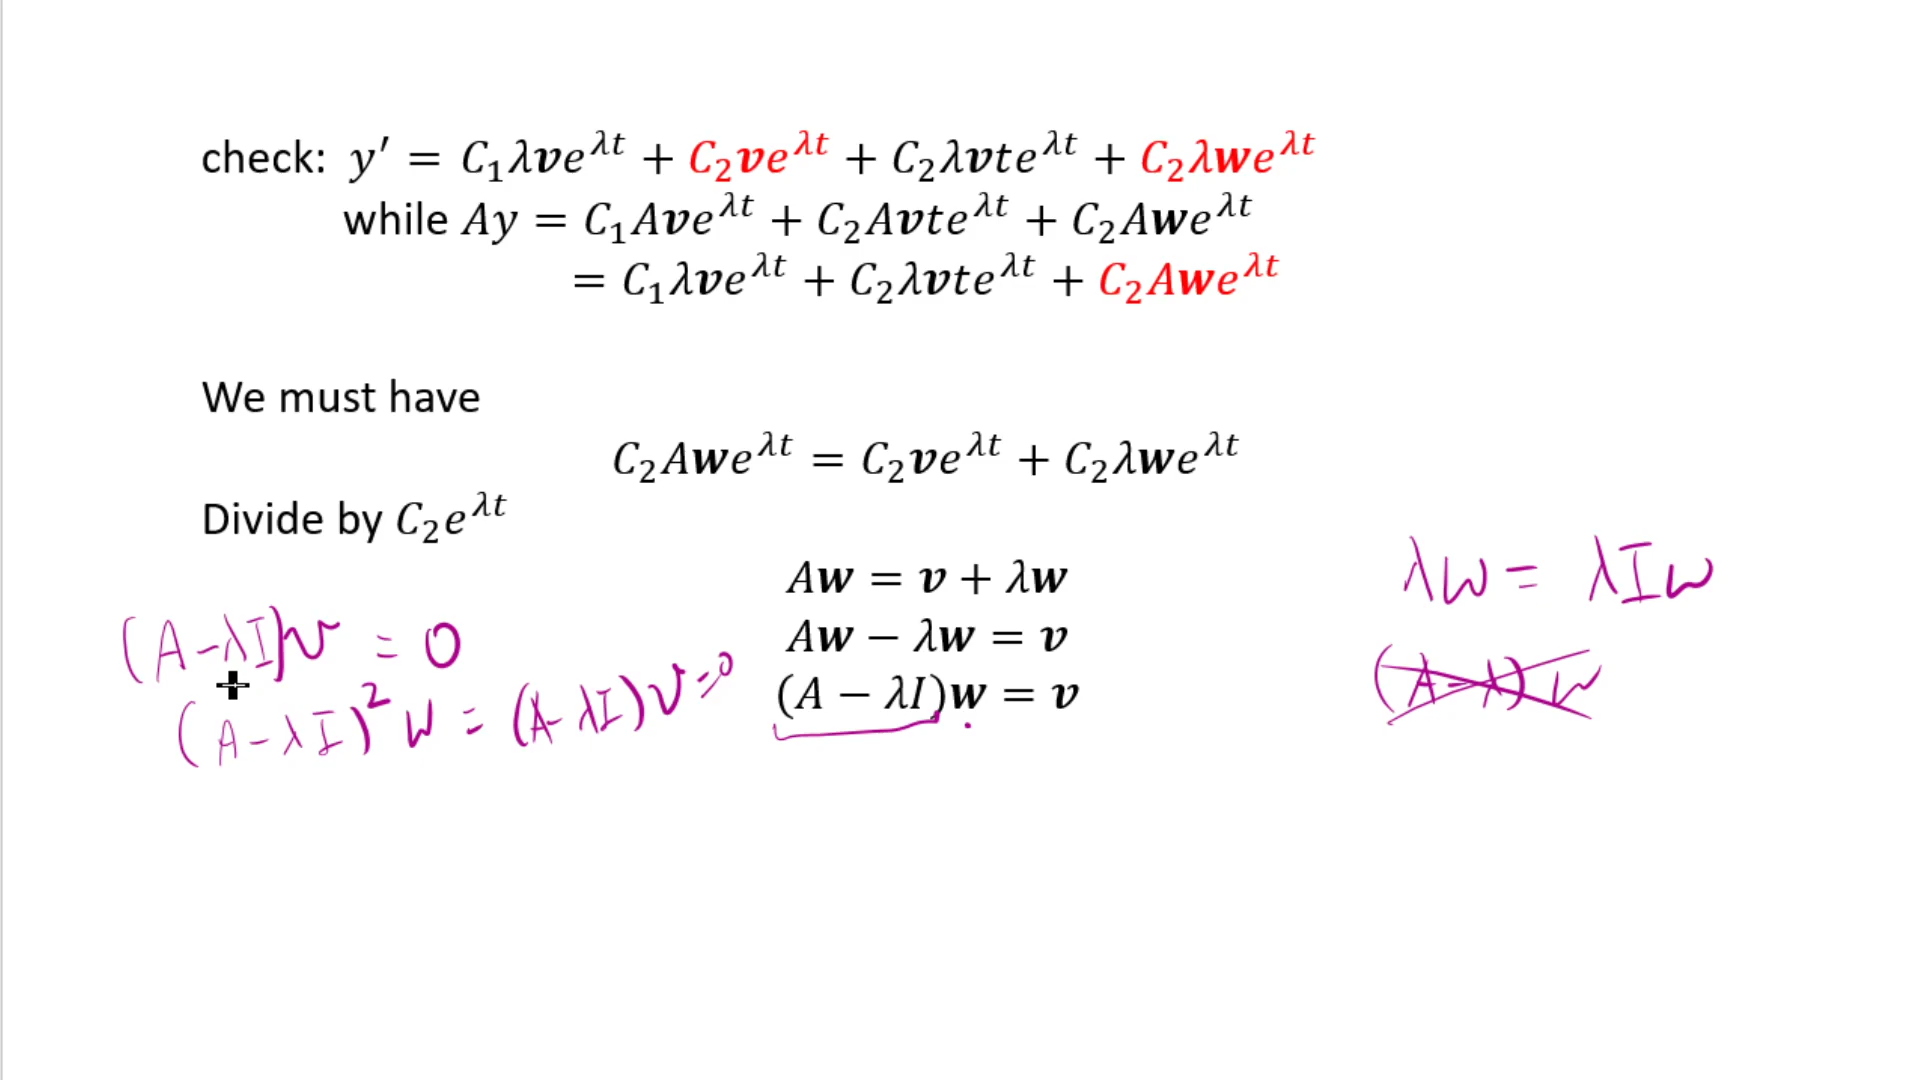 check: y′ = C₁λve^{λt} + C₂ve^{λt} + C₂λvte^{λt} + C₂λwe^{λt}
while Ay = C₁Ave^{λt} + C₂Avte^{λt} + C₂Awe^{λt}
= C₁λve^{λt} + C₂λvte^{λt} + C₂Awe^{λt}
We must have
C₂Awe^{λt} = C₂ve^{λt} + C₂λwe^{λt}
Divide by C₂e^{λt}
Aw = v + λw
λw = λIw
(A-λI)v = 0
Aw − λw = v
(A-λI)²w = (A-λI)v=0
(A − λI)w = v
(A-λ)w